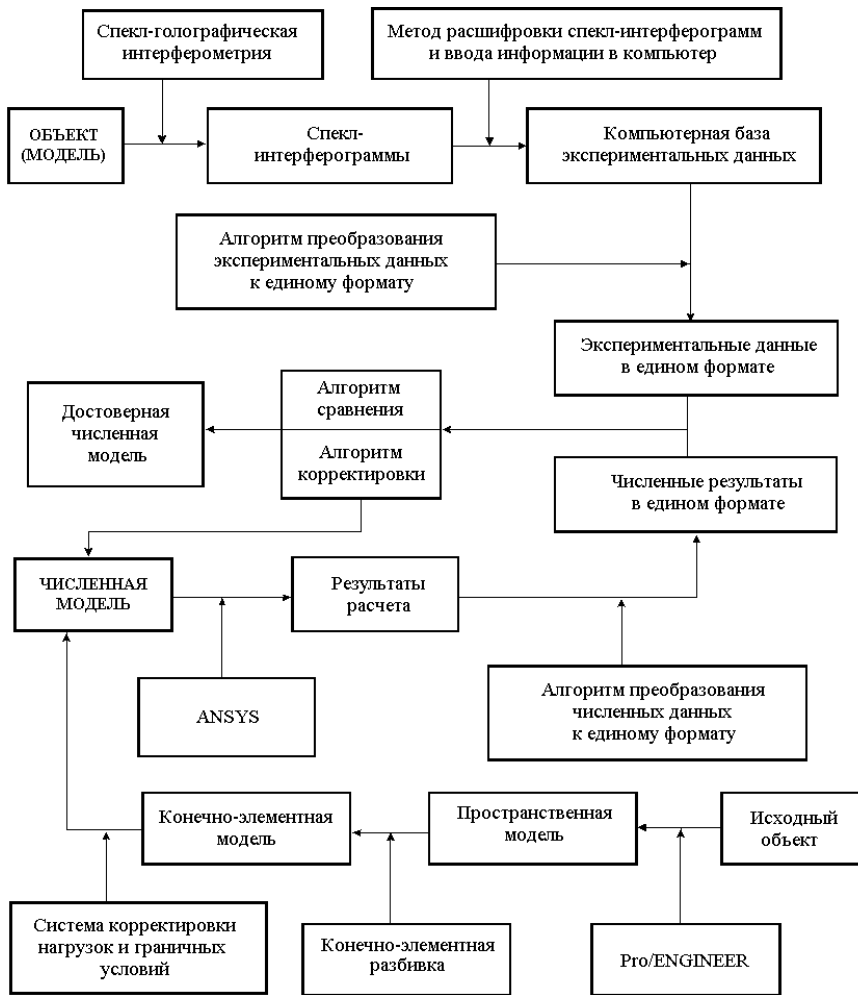 Спекл-голографическая
интерферометрия
Метод расшифровки спекл-интерферограмм
и ввода информации в компьютер
ОБЪЕКТ
(МОДЕЛЬ)
Спекл-
интерферограммы
Компьютерная база
экспериментальных данных
Алгоритм преобразования
экспериментальных данных
к единому формату
Экспериментальные данные
в едином формате
Достоверная
численная
модель
Алгоритм
сравнения
Алгоритм
корректировки
Численные результаты
в едином формате
ЧИСЛЕННАЯ
МОДЕЛЬ
Результаты
расчета
ANSYS
Алгоритм преобразования
численных данных
к единому формату
Конечно-элементная
модель
Пространственная
модель
Исходный
объект
Система корректировки
нагрузок и граничных
условий
Конечно-элементная
разбивка
Pro/ENGINEER